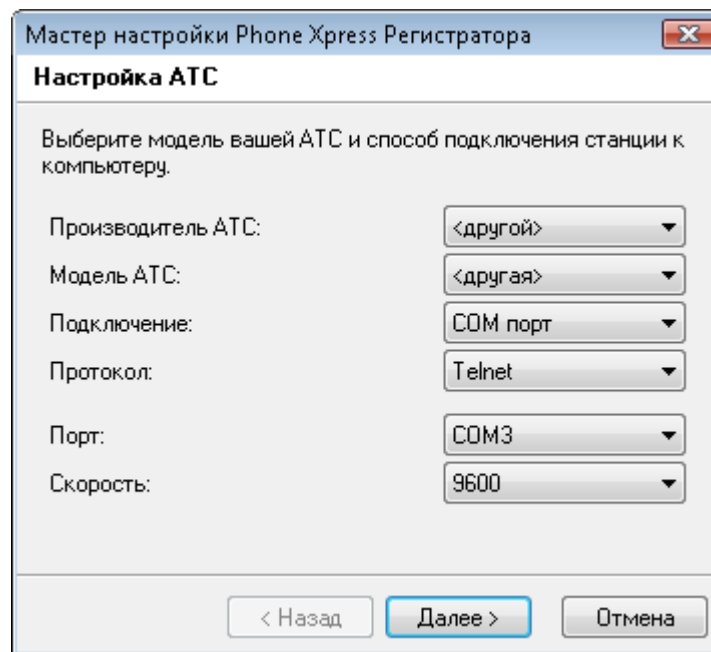 Мастер настройки Phone Xpress Регистратора
Настройка АТС
Выберите модель вашей АТС и способ подключения станции к
компьютеру.
Производитель АТС: <другой>
Модель АТС: <другая>
Подключение: COM порт
Протокол: Telnet
Порт: COM3
Скорость: 9600
< Назад Далее > Отмена